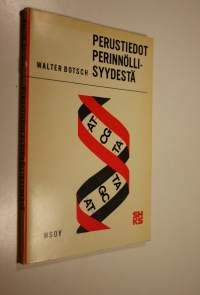 PERUSTIEDOT
PERINNÖLLI-
SYYDESTÄ
WALTER BOTSCH
AT
CG
TA
TA
GC
AT
WSOY